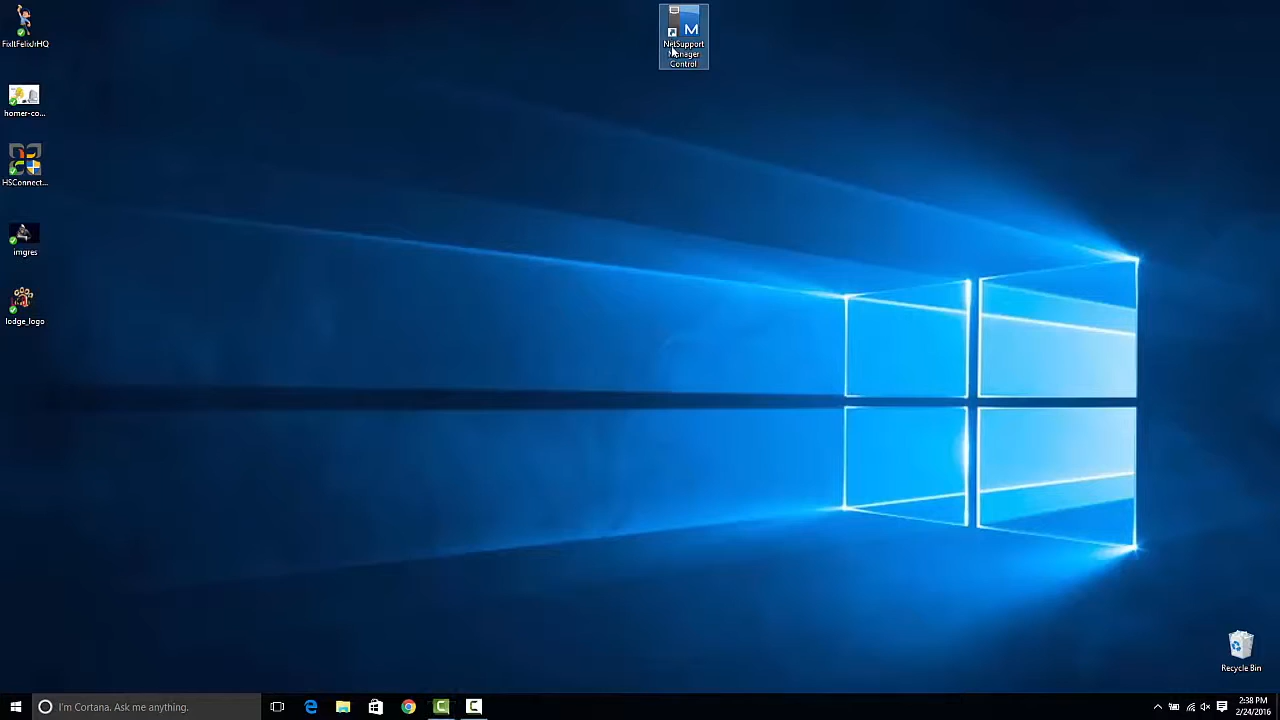 FixItFelixJrHQ
homer-co...
HSConnect...
imgres
lodge_logo
M
NetSupport
Manager
Control
Recycle Bin
I'm Cortana. Ask me anything.
2:38 PM
2/24/2016